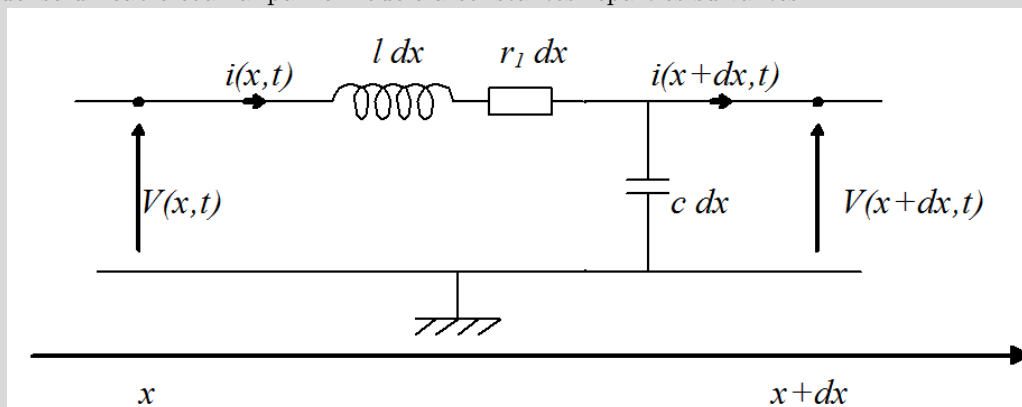 l dx
r1 dx
i(x,t)
i(x+dx,t)
V(x,t)
c dx
V(x+dx,t)
x
x+dx